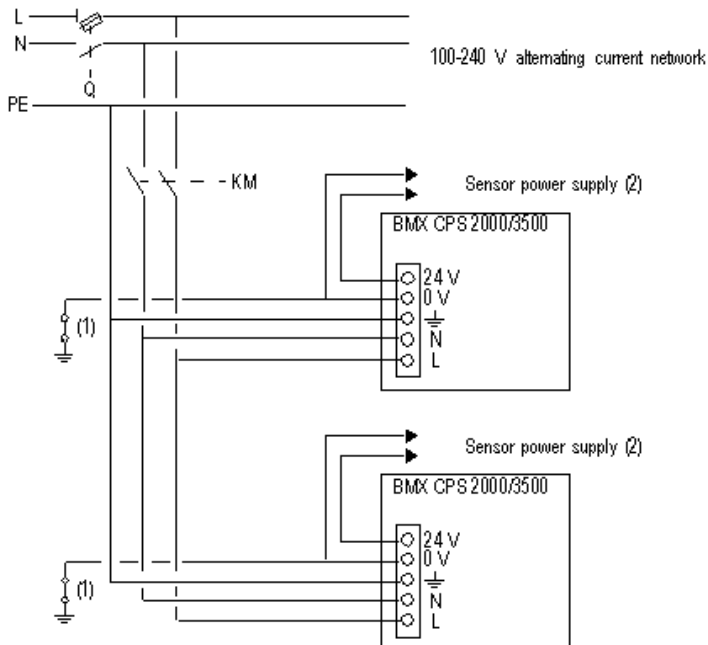 L
N
100-240 V alternating current network
Q
PE
KM
Sensor power supply (2)
BMX CPS 2000/3500
24 V
0 V
(1)
N
L
Sensor power supply (2)
BMX CPS 2000/3500
24 V
0 V
(1)
N
L